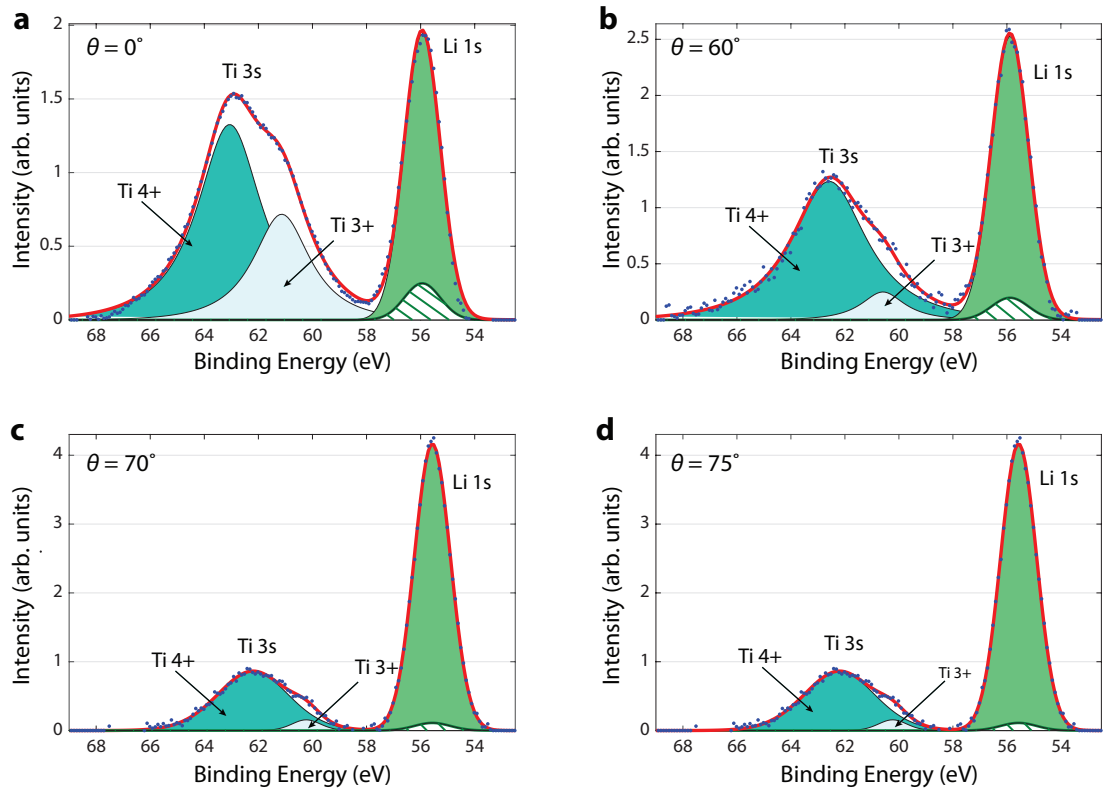 a
θ = 0°
Ti 3s
Li 1s
Ti 4+
Ti 3+
Intensity (arb. units)
2
1.5
1
0.5
0
68 66 64 62 60 58 56 54
Binding Energy (eV)
b
θ = 60°
Li 1s
Ti 3s
Ti 4+
Ti 3+
Intensity (arb. units)
2.5
2
1.5
1
0.5
0
68 66 64 62 60 58 56 54
Binding Energy (eV)
c
θ = 70°
Li 1s
Ti 3s
Ti 4+
Ti 3+
Intensity (arb. units)
4
3
2
1
0
68 66 64 62 60 58 56 54
Binding Energy (eV)
d
θ = 75°
Li 1s
Ti 3s
Ti 4+
Ti 3+
Intensity (arb. units)
4
3
2
1
0
68 66 64 62 60 58 56 54
Binding Energy (eV)